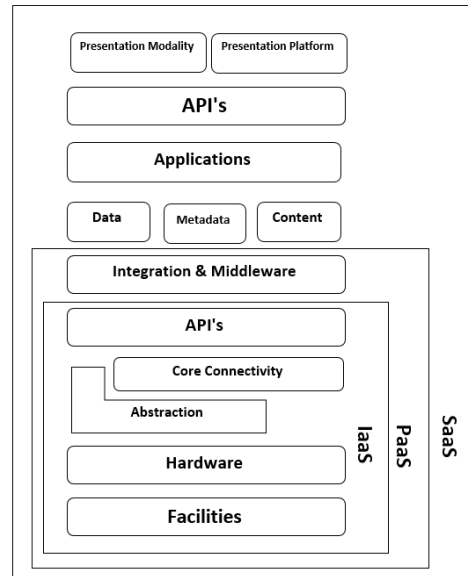 Presentation Modality
Presentation Platform
API's
Applications
Data
Metadata
Content
Integration & Middleware
API's
Core Connectivity
Abstraction
Hardware
Facilities
IaaS
PaaS
SaaS